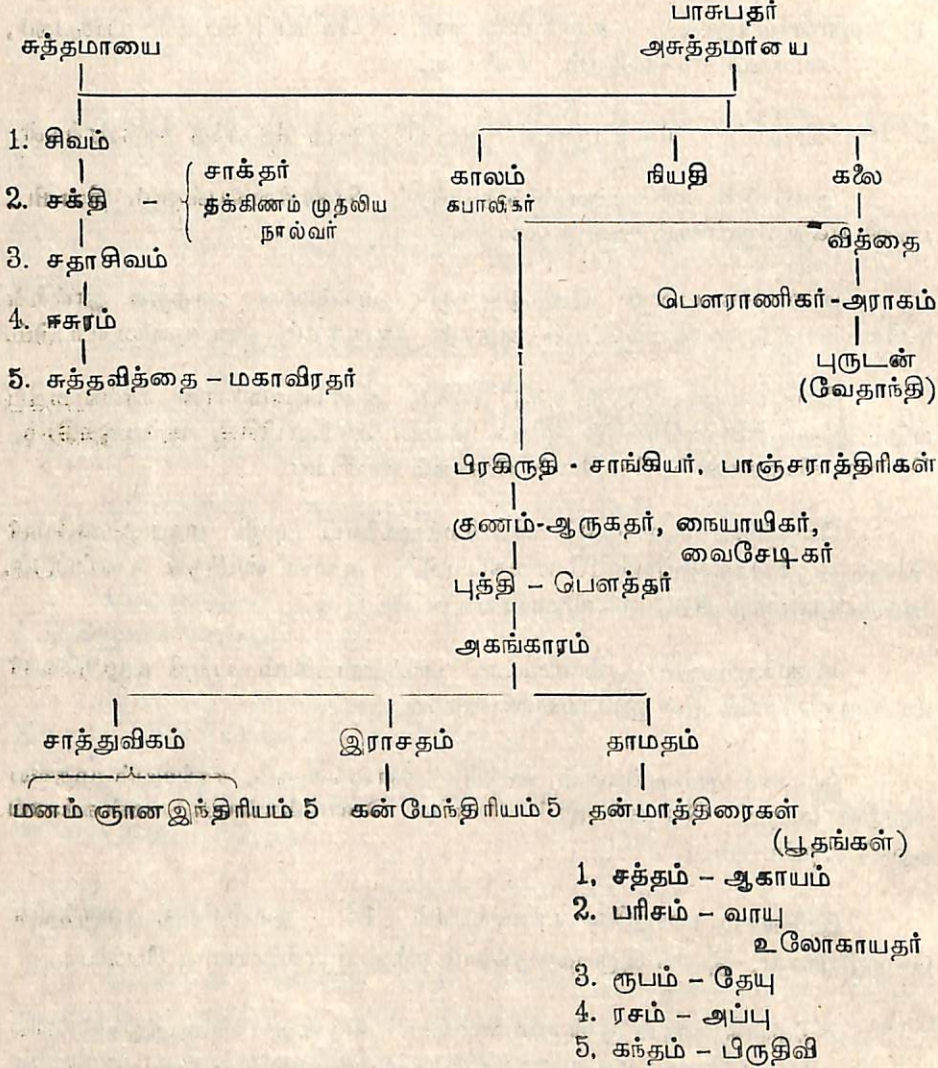 பாசுபதர்
சுத்தமாயை அசுத்தமாயை
1. சிவம்
சாக்தர் காலம் நியதி கலை
2. சக்தி – தக்கிணம் முதலிய கபாலிகர்
நால்வர் வித்தை
3. சதாசிவம்
பௌராணிகர்-அராகம்
4. ஈசுரம்
புருடன்
5. சுத்தவித்தை – மகாவிரதர் (வேதாந்தி)
பிரகிருதி - சாங்கியர், பாஞ்சராத்திரிகள்
குணம்-ஆருகதர், நையாயிகர்,
வைசேடிகர்
புத்தி – பௌத்தர்
அகங்காரம்
சாத்துவிகம் இராசதம் தாமதம்
மனம் ஞானஇந்திரியம் 5 கன்மேந்திரியம் 5 தன்மாத்திரைகள்
(பூதங்கள்)
1, சத்தம் – ஆகாயம்
2. பரிசம் – வாயு
உலோகாயதர்
3. ரூபம் – தேயு
4. ரசம் – அப்பு
5, கந்தம் – பிருதிவி